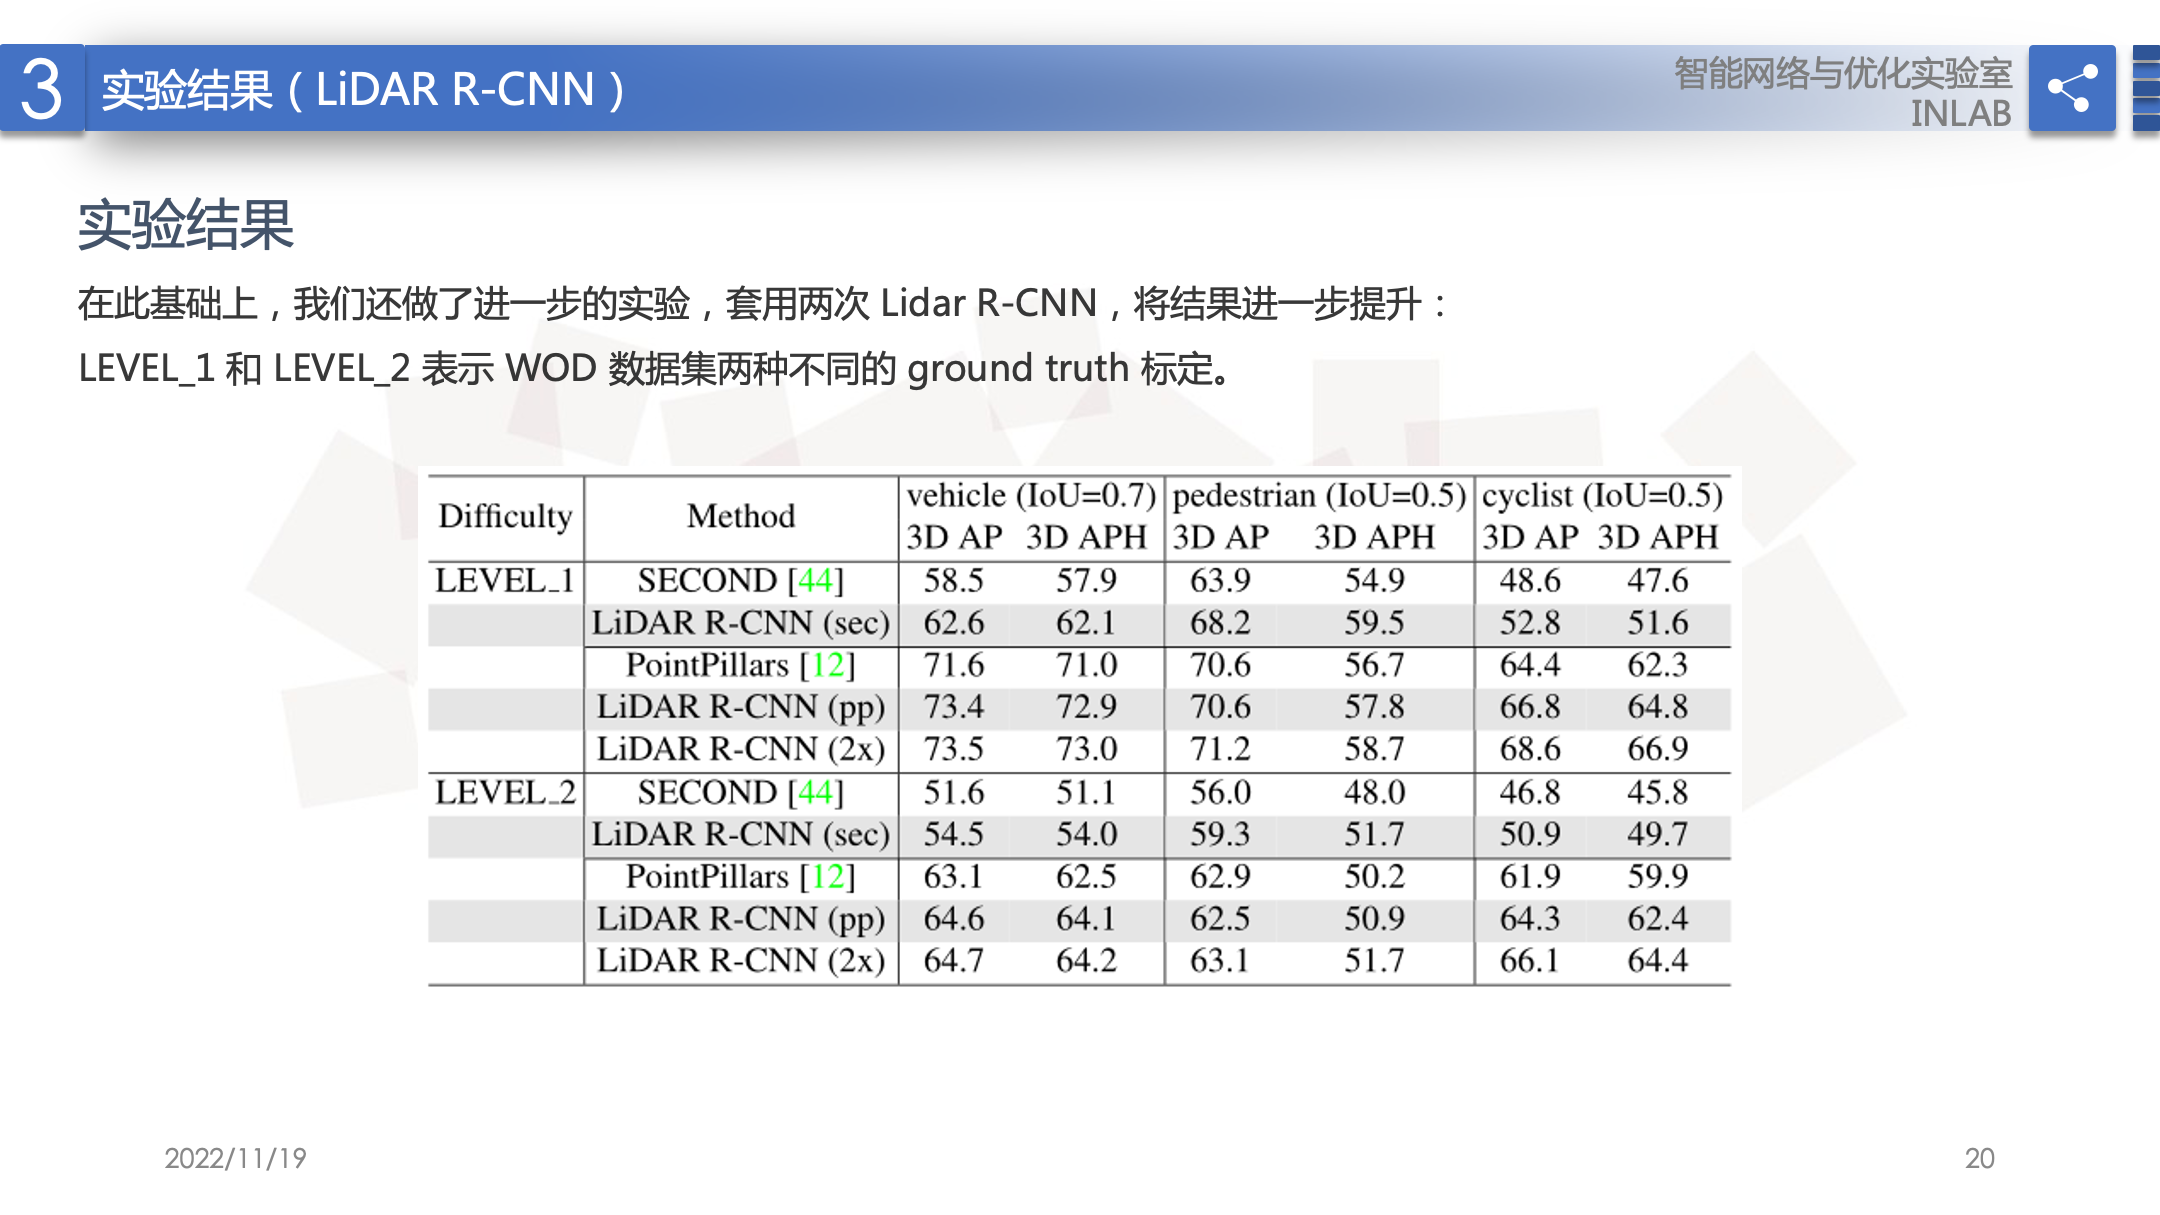 3
实验结果（LiDAR R-CNN）
智能网络与优化实验室
INLAB
实验结果
在此基础上，我们还做了进一步的实验，套用两次 Lidar R-CNN，将结果进一步提升：
LEVEL_1 和 LEVEL_2 表示 WOD 数据集两种不同的 ground truth 标定。
Difficulty Method vehicle (IoU=0.7) pedestrian (IoU=0.5) cyclist (IoU=0.5)
3D AP 3D APH 3D AP 3D APH 3D AP 3D APH
LEVEL_1 SECOND [44] 58.5 57.9 63.9 54.9 48.6 47.6
LiDAR R-CNN (sec) 62.6 62.1 68.2 59.5 52.8 51.6
PointPillars [12] 71.6 71.0 70.6 56.7 64.4 62.3
LiDAR R-CNN (pp) 73.4 72.9 70.6 57.8 66.8 64.8
LiDAR R-CNN (2x) 73.5 73.0 71.2 58.7 68.6 66.9
LEVEL_2 SECOND [44] 51.6 51.1 56.0 48.0 46.8 45.8
LiDAR R-CNN (sec) 54.5 54.0 59.3 51.7 50.9 49.7
PointPillars [12] 63.1 62.5 62.9 50.2 61.9 59.9
LiDAR R-CNN (pp) 64.6 64.1 62.5 50.9 64.3 62.4
LiDAR R-CNN (2x) 64.7 64.2 63.1 51.7 66.1 64.4
2022/11/19
20